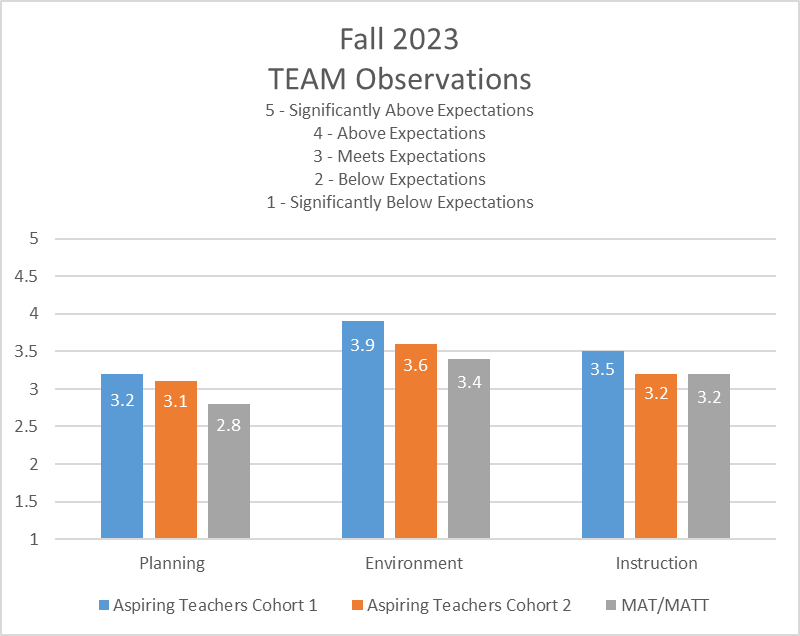 Fall 2023
TEAM Observations
5 - Significantly Above Expectations
4 - Above Expectations
3 - Meets Expectations
2 - Below Expectations
1 - Significantly Below Expectations
5
4.5
4
3.5
3
2.5
2
1.5
1
3.2
3.1
2.8
3.9
3.6
3.4
3.5
3.2
3.2
Planning
Environment
Instruction
Aspiring Teachers Cohort 1
Aspiring Teachers Cohort 2
MAT/MATT